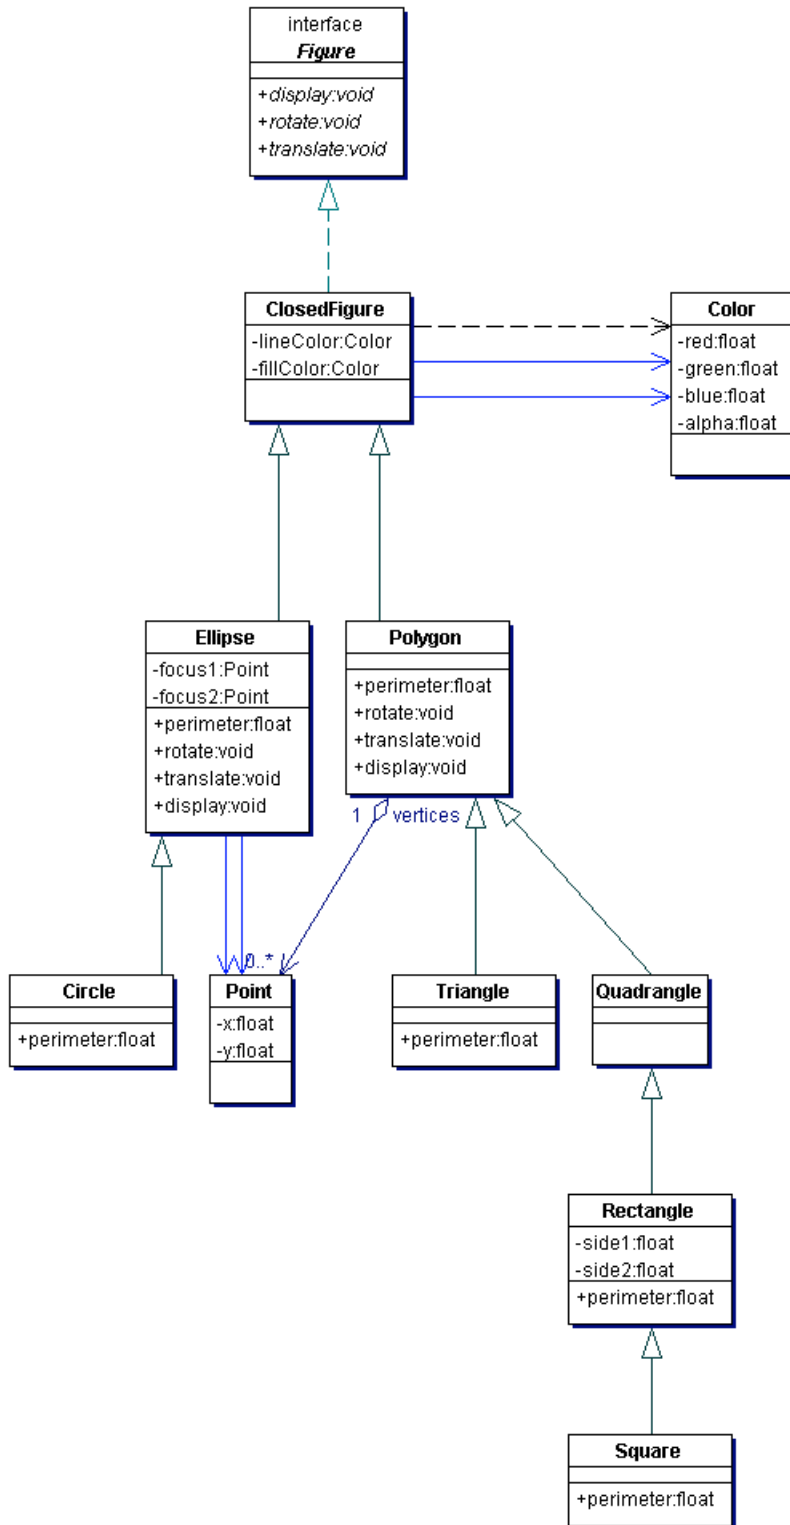 interface
Figure
+display:void
+rotate:void
+translate:void
ClosedFigure
-lineColor:Color
-fillColor:Color
Color
-red:float
-green:float
-blue:float
-alpha:float
Ellipse
-focus1:Point
-focus2:Point
+perimeter:float
+rotate:void
+translate:void
+display:void
Polygon
+perimeter:float
+rotate:void
+translate:void
+display:void
1 vertices
0..*
Circle
+perimeter:float
Point
-x:float
-y:float
Triangle
+perimeter:float
Quadrangle
Rectangle
-side1:float
-side2:float
+perimeter:float
Square
+perimeter:float